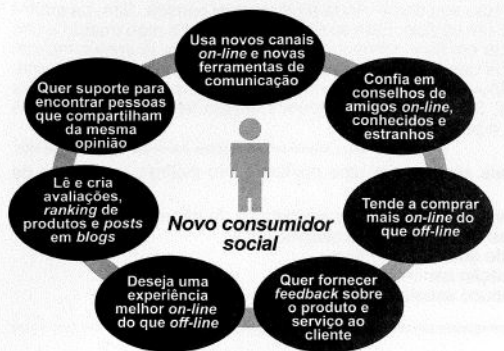 Usa novos canais
on-line e novas
ferramentas de
comunicação
Confia em
conselhos de
amigos on-line,
conhecidos e
estranhos
Tende a comprar
mais on-line do
que off-line
Quer fornecer
feedback sobre
o produto e
serviço ao
cliente
Deseja uma
experiência
melhor on-line
do que off-line
Lê e cria
avaliações,
ranking de
produtos e posts
em blogs
Quer suporte para
encontrar pessoas
que compartilham
da mesma
opinião
Novo consumidor
social